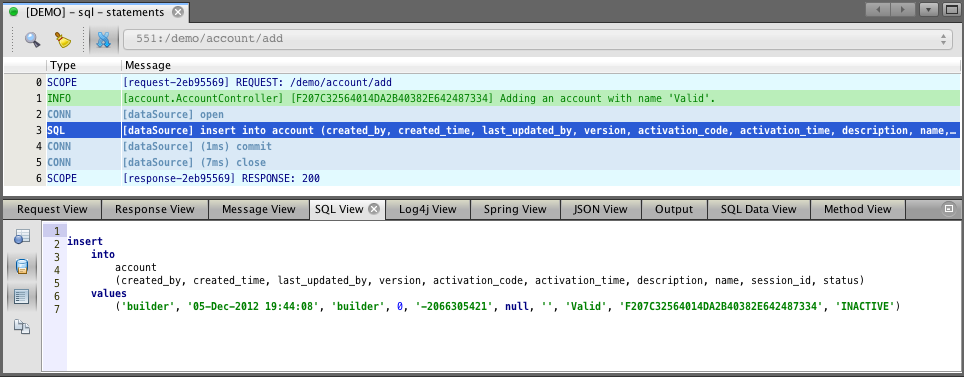 [DEMO] - sql - statements
551:/demo/account/add
Type Message
0 SCOPE [request-2eb95569] REQUEST: /demo/account/add
1 INFO [account.AccountController] [F207C32564014DA2B40382E642487334] Adding an account with name 'Valid'.
2 CONN [dataSource] open
3 SQL [dataSource] insert into account (created_by, created_time, last_updated_by, version, activation_code, activation_time, description, name,...
4 CONN [dataSource] (1ms) commit
5 CONN [dataSource] (7ms) close
6 SCOPE [response-2eb95569] RESPONSE: 200
Request View Response View Message View SQL View Log4j View Spring View JSON View Output SQL Data View Method View
1
2 insert
3 into
4 account
5 (created_by, created_time, last_updated_by, version, activation_code, activation_time, description, name, session_id, status)
6 values
7 ('builder', '05-Dec-2012 19:44:08', 'builder', 0, '-2066305421', null, '', 'Valid', 'F207C32564014DA2B40382E642487334', 'INACTIVE')